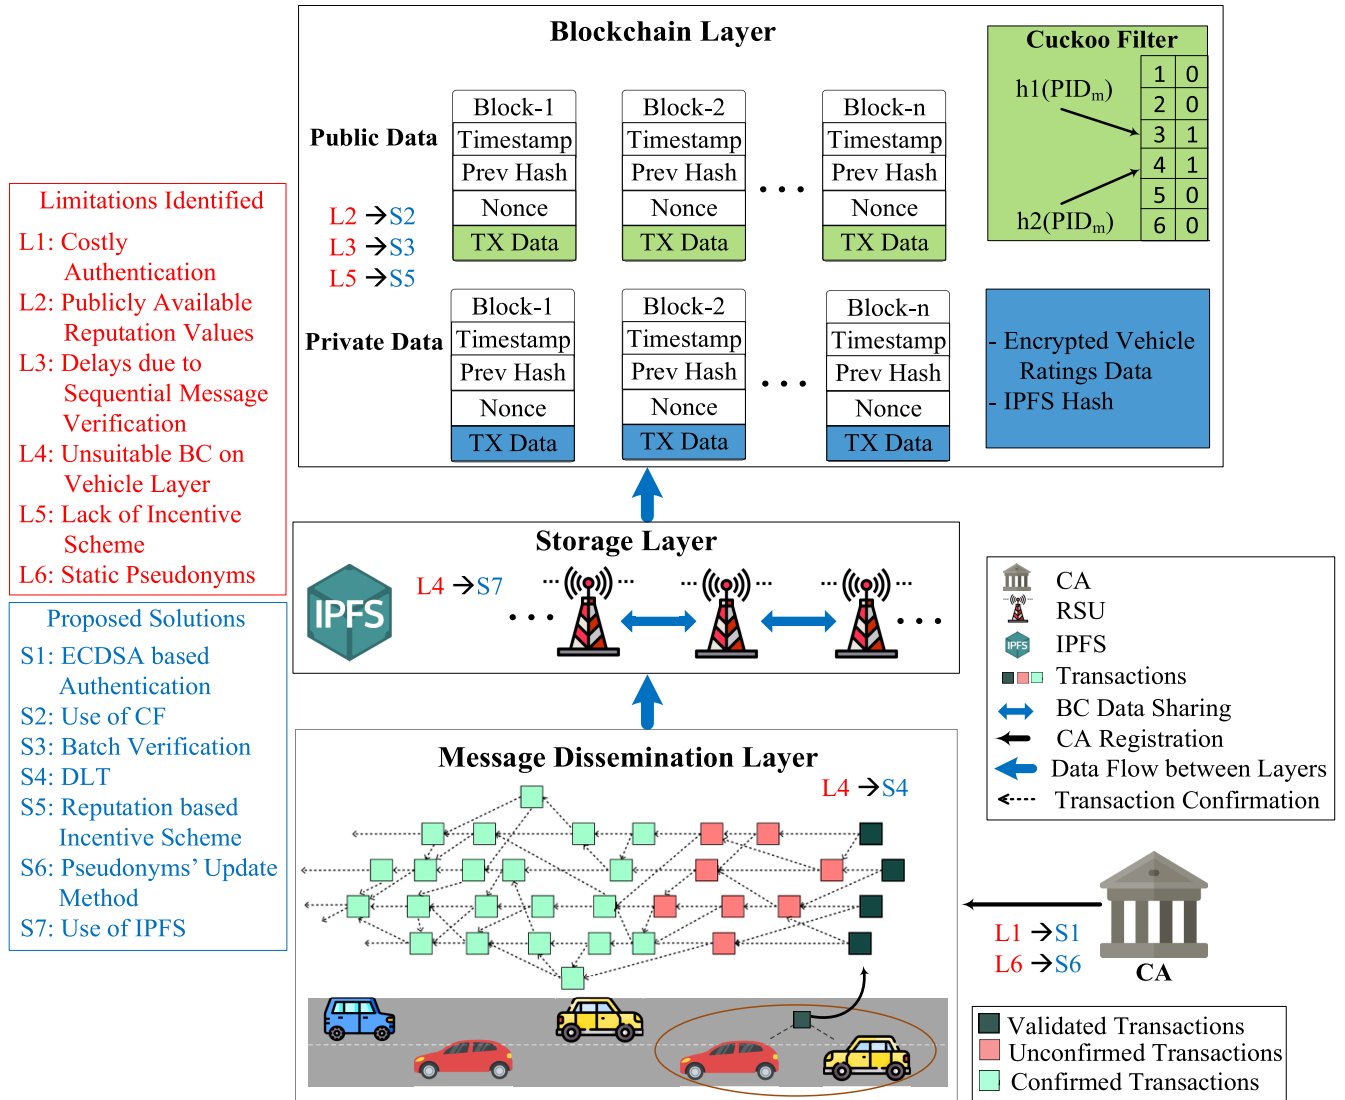 Limitations Identified
L1: Costly
Authentication
L2: Publicly Available
Reputation Values
L3: Delays due to
Sequential Message
Verification
L4: Unsuitable BC on
Vehicle Layer
L5: Lack of Incentive
Scheme
L6: Static Pseudonyms
Proposed Solutions
S1: ECDSA based
Authentication
S2: Use of CF
S3: Batch Verification
S4: DLT
S5: Reputation based
Incentive Scheme
S6: Pseudonyms’ Update
Method
S7: Use of IPFS
Blockchain Layer
Public Data
L2 →S2
L3 →S3
L5 →S5
Block-1
Timestamp
Prev Hash
Nonce
TX Data
Block-2
Timestamp
Prev Hash
Nonce
TX Data
...
Block-n
Timestamp
Prev Hash
Nonce
TX Data
Cuckoo Filter
h1(PIDm)
h2(PIDm)
1 0
2 0
3 1
4 1
5 0
6 0
Private Data
Block-1
Timestamp
Prev Hash
Nonce
TX Data
Block-2
Timestamp
Prev Hash
Nonce
TX Data
...
Block-n
Timestamp
Prev Hash
Nonce
TX Data
- Encrypted Vehicle
Ratings Data
- IPFS Hash
Storage Layer
IPFS
L4 →S7
... ...
Message Dissemination Layer
L4 →S4
CA
RSU
IPFS
IPFS
Transactions
BC Data Sharing
CA Registration
Data Flow between Layers
Transaction Confirmation
L1 →S1
L6 →S6
CA
Validated Transactions
Unconfirmed Transactions
Confirmed Transactions